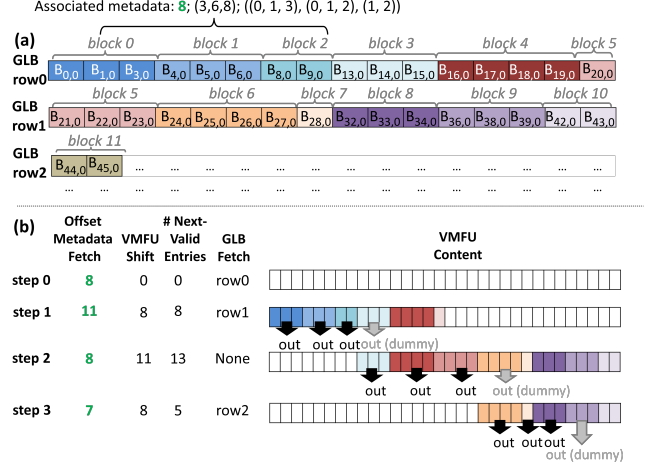 Associated metadata: 8; (3,6,8); ((0, 1, 3), (0, 1, 2), (1, 2))
(a)
block 0 block 1 block 2 block 3 block 4 block 5
GLB row0 B0,0 B1,0 B3,0 B4,0 B5,0 B6,0 B8,0 B9,0 B13,0 B14,0 B15,0 B16,0 B17,0 B18,0 B19,0 B20,0
block 5 block 6 block 7 block 8 block 9 block 10
GLB row1 B21,0 B22,0 B23,0 B24,0 B25,0 B26,0 B27,0 B28,0 B32,0 B33,0 B34,0 B36,0 B38,0 B39,0 B42,0 B43,0
block 11
GLB row2 B44,0 B45,0 ... ... ... ... ... ...
... ... ... ... ... ... ... ...
(b)
Offset Metadata Fetch VMFU Shift # Next-Valid Entries GLB Fetch VMFU Content
step 0 8 0 0 row0
step 1 11 8 8 row1
out out out out (dummy)
step 2 8 11 13 None
out out out out (dummy)
step 3 7 8 5 row2
out out out
out (dummy)